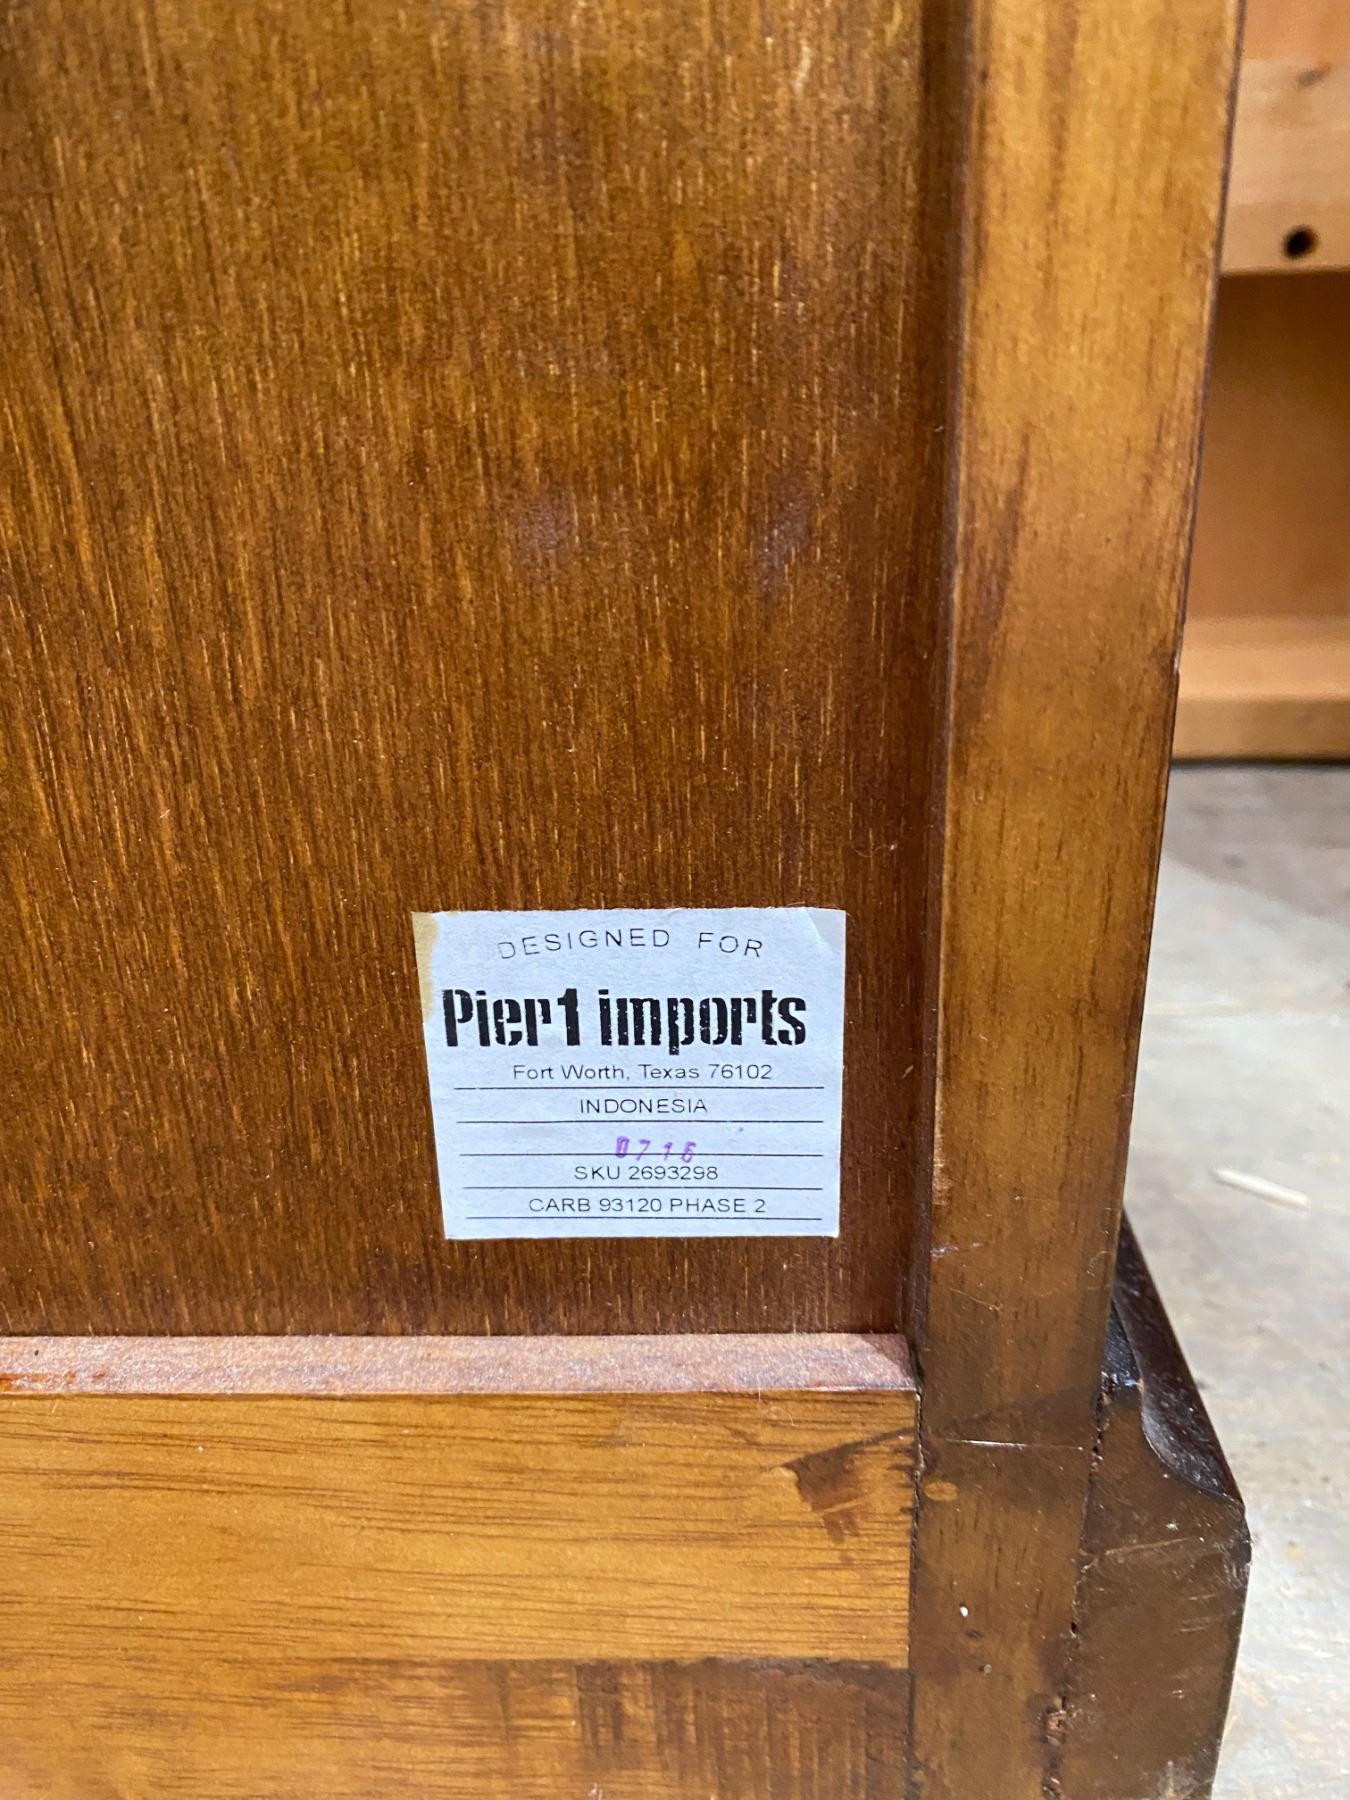 DESIGNED FOR
Pier1 imports
Fort Worth, Texas 76102
INDONESIA
0716
SKU 2693298
CARB 93120 PHASE 2